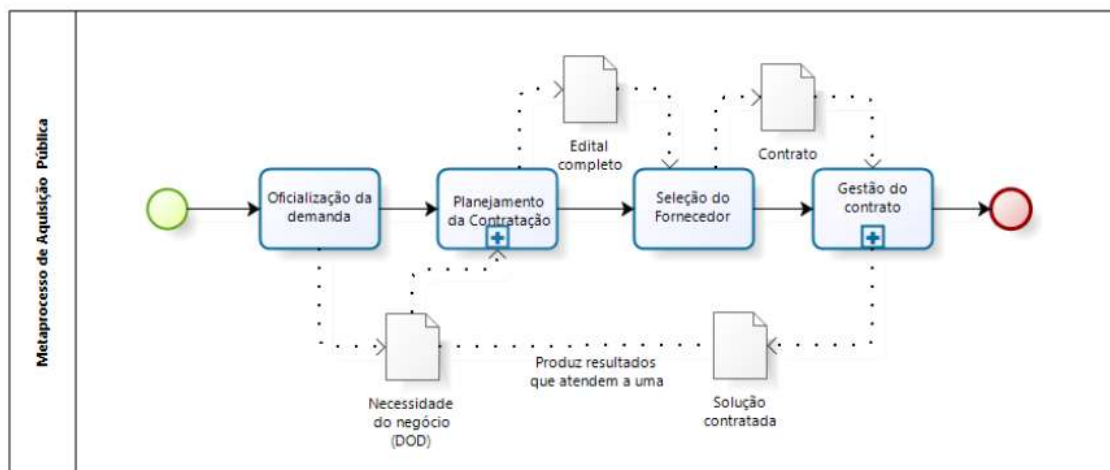 Metaprocesso de Aquisição Pública
Edital
completo
Contrato
Oficialização da
demanda
Planejamento
da Contratação
Seleção do
Fornecedor
Gestão do
contrato
Produz resultados
que atendem a uma
Necessidade
do negócio
(DOD)
Solução
contratada